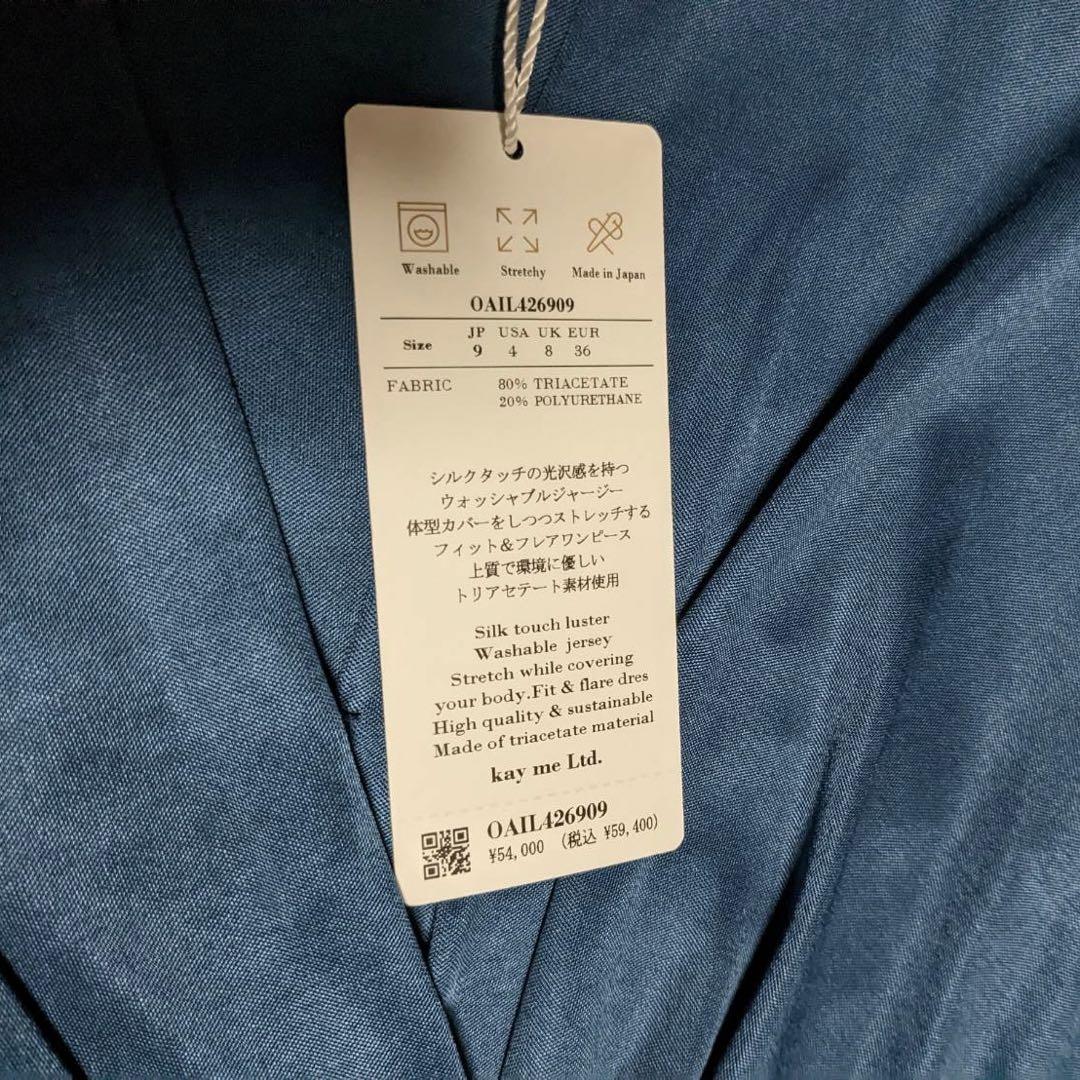 Washable Stretchy Made in Japan
OAIL426909
JP USA UK EUR
Size 9 4 8 36
FABRIC 80% TRIACETATE
20% POLYURETHANE
シルクタッチの光沢感を持つ
ウォッシャブルジャージー
体型カバーをしつつストレッチする
フィット&フレアワンピース
上質で環境に優しい
トリアセテート素材使用
Silk touch luster
Washable jersey
Stretch while covering
your body.Fit & flare dres
High quality & sustainable
Made of triacetate material
kay me Ltd.
OAIL426909
¥54,000 (税込 ¥59,400)